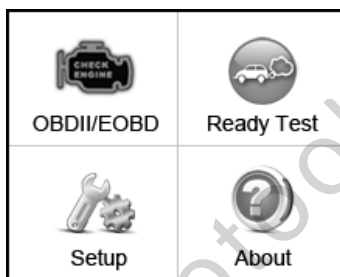 CHECK
ENGINE
OBDII/EOBD
Ready Test
Setup
About